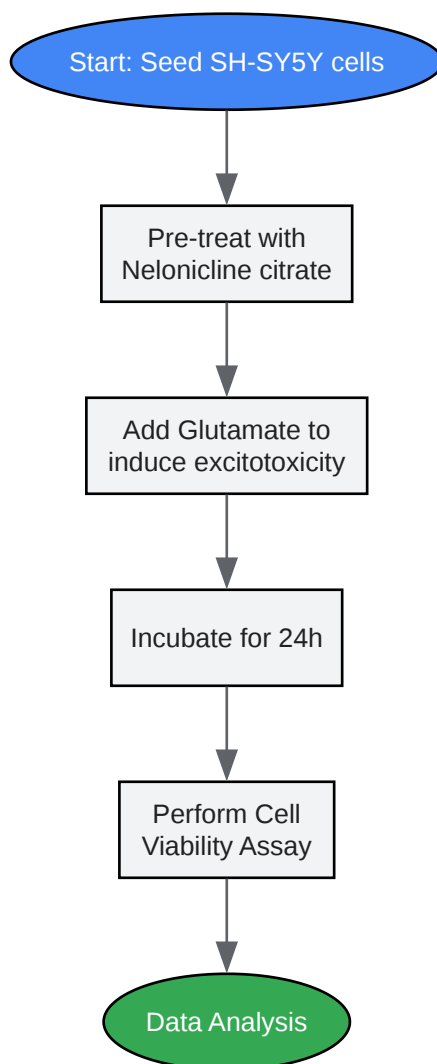 Start: Seed SH-SY5Y cells
Pre-treat with
Nelonicline citrate
Add Glutamate to
induce excitotoxicity
Incubate for 24h
Perform Cell
Viability Assay
Data Analysis